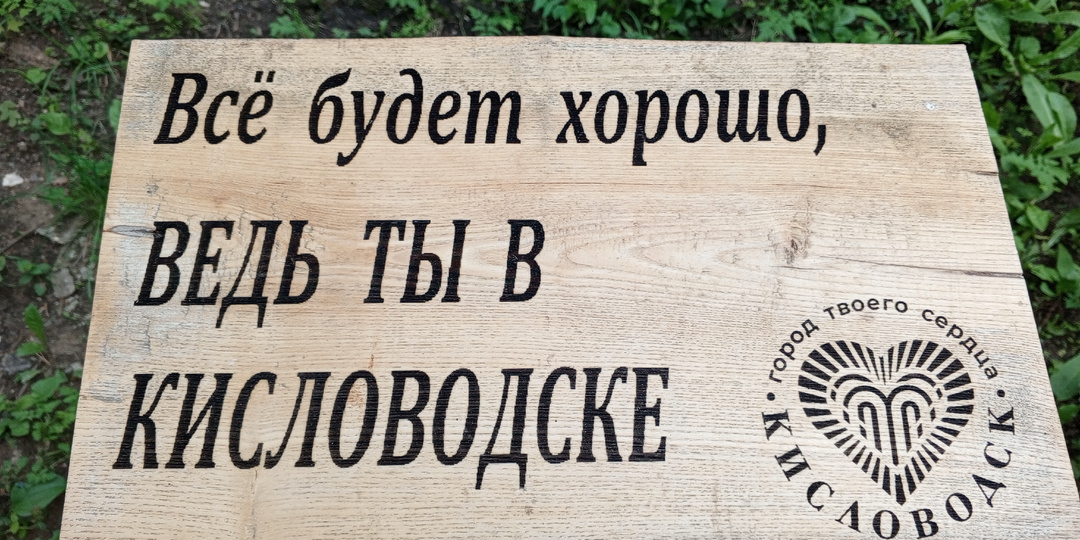 Всё будет хорошо,
ВЕДЬ ТЫ В
КИСЛОВОДСКЕ
• город твоего сердца •
КИСЛОВОДСК